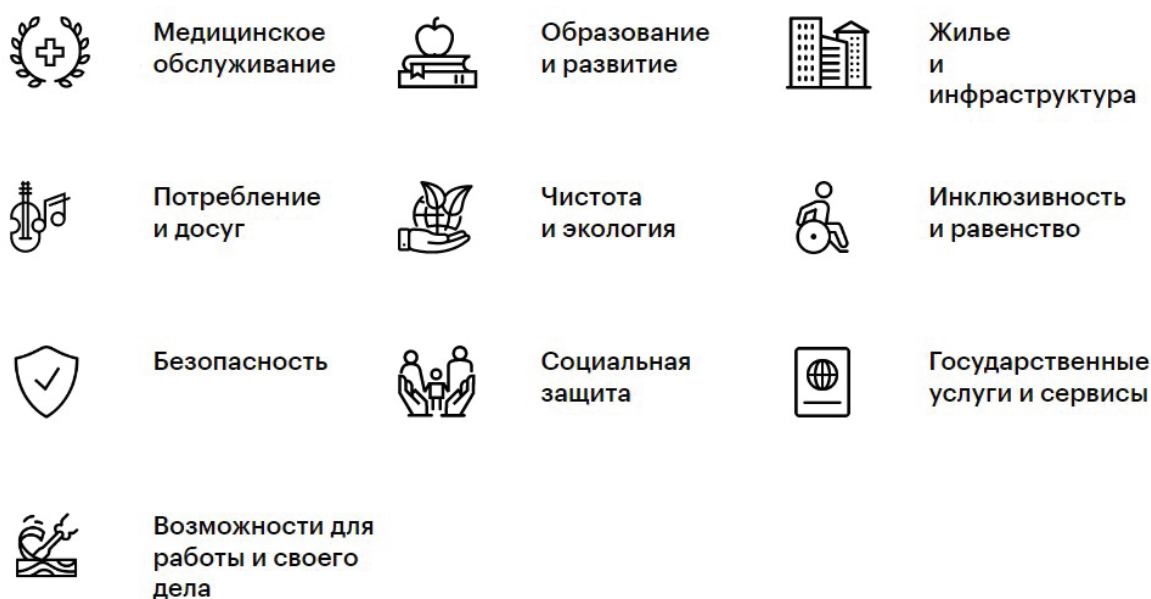 Медицинское
обслуживание
Образование
и развитие
Жилье
и
инфраструктура
Потребление
и досуг
Чистота
и экология
Инклюзивность
и равенство
Безопасность
Социальная
защита
Государственные
услуги и сервисы
Возможности для
работы и своего
дела